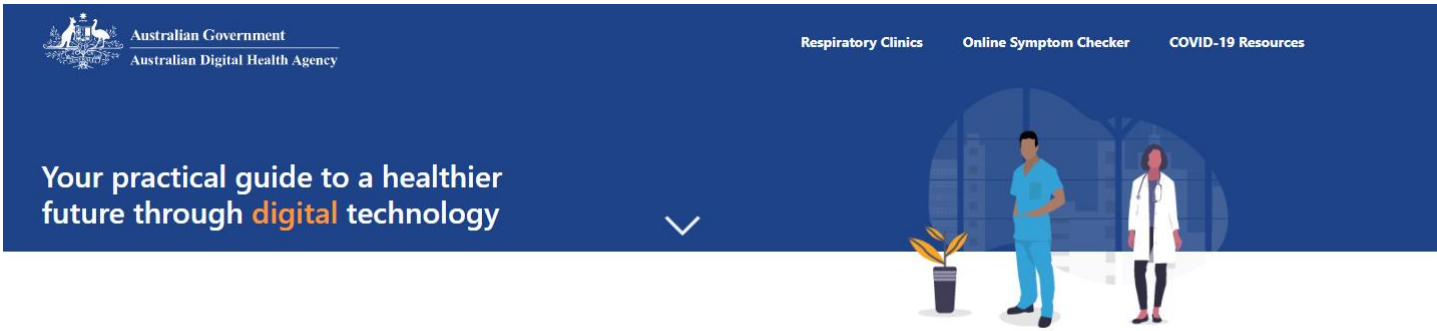 Australian Government
Australian Digital Health Agency
Respiratory Clinics
Online Symptom Checker
COVID-19 Resources
Your practical guide to a healthier
future through digital technology